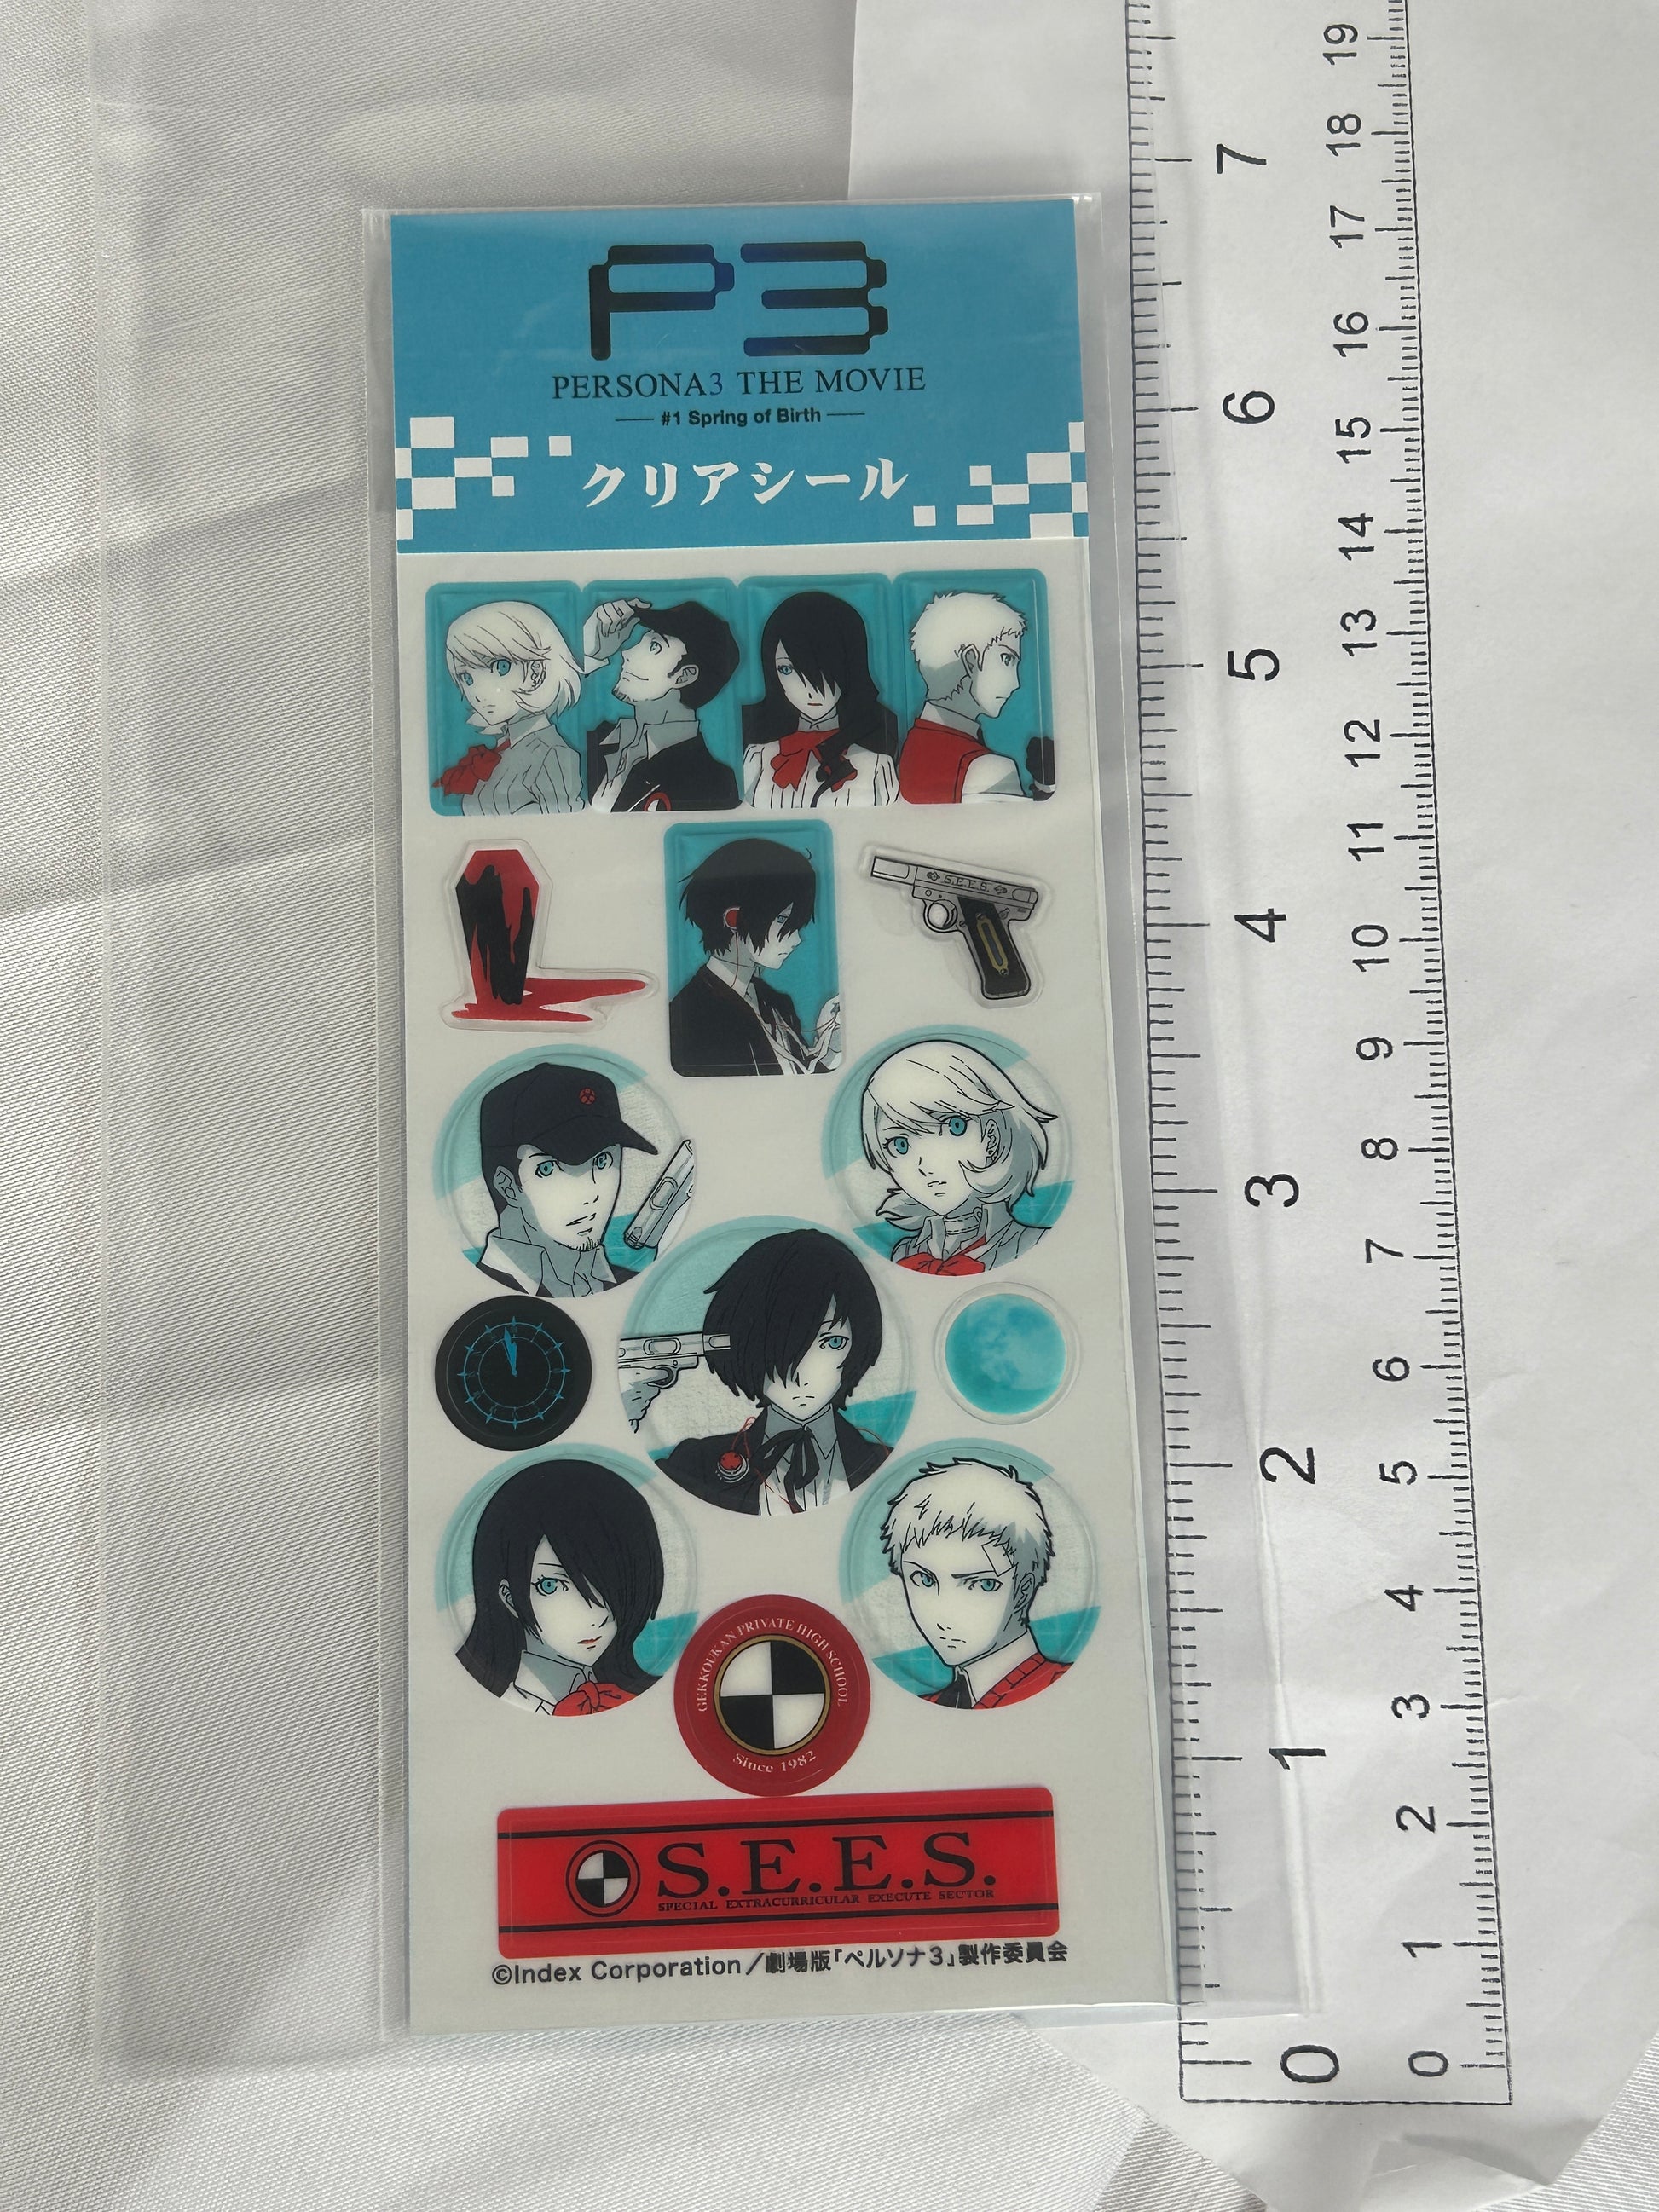 P3
PERSONA3 THE MOVIE
#1 Spring of Birth
クリアシール
S.E.E.S.
GEKKOUKAN PRIVATE HIGH SCHOOL
Since 1982
S.E.E.S.
SPECIAL EXTRACURRICULAR EXECUTE SECTOR
©Index Corporation／劇場版「ペルソナ3」製作委員会
7
6
5
4
3
2
1
0
19
18
17
16
15
14
13
12
11
10
9
8
7
6
5
4
3
2
1
0